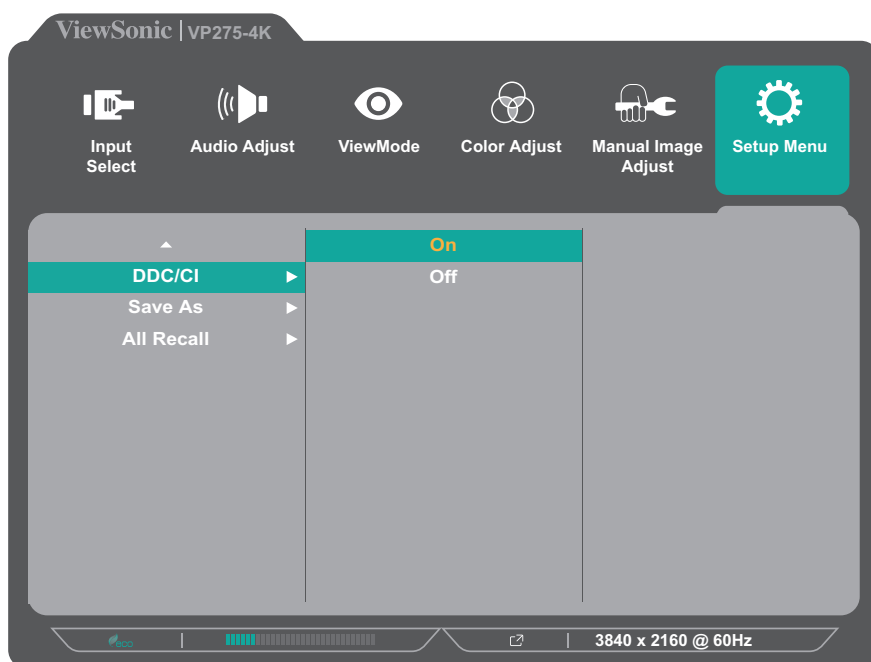 ViewSonic | VP275-4K
Input Select
Audio Adjust
ViewMode
Color Adjust
Manual Image Adjust
Setup Menu
On
DDC/CI
Off
Save As
All Recall
eco
3840 x 2160 @ 60Hz